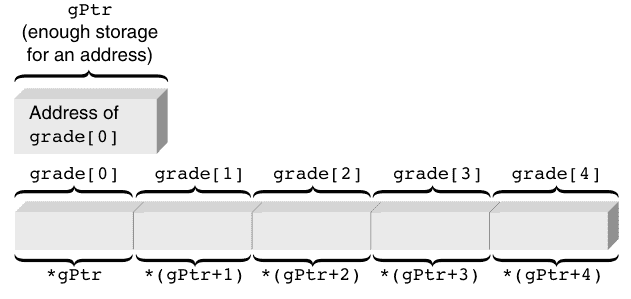 gPtr
(enough storage
for an address)
Address of
grade[0]
grade[0] grade[1] grade[2] grade[3] grade[4]
*gPtr *(gPtr+1) *(gPtr+2) *(gPtr+3) *(gPtr+4)